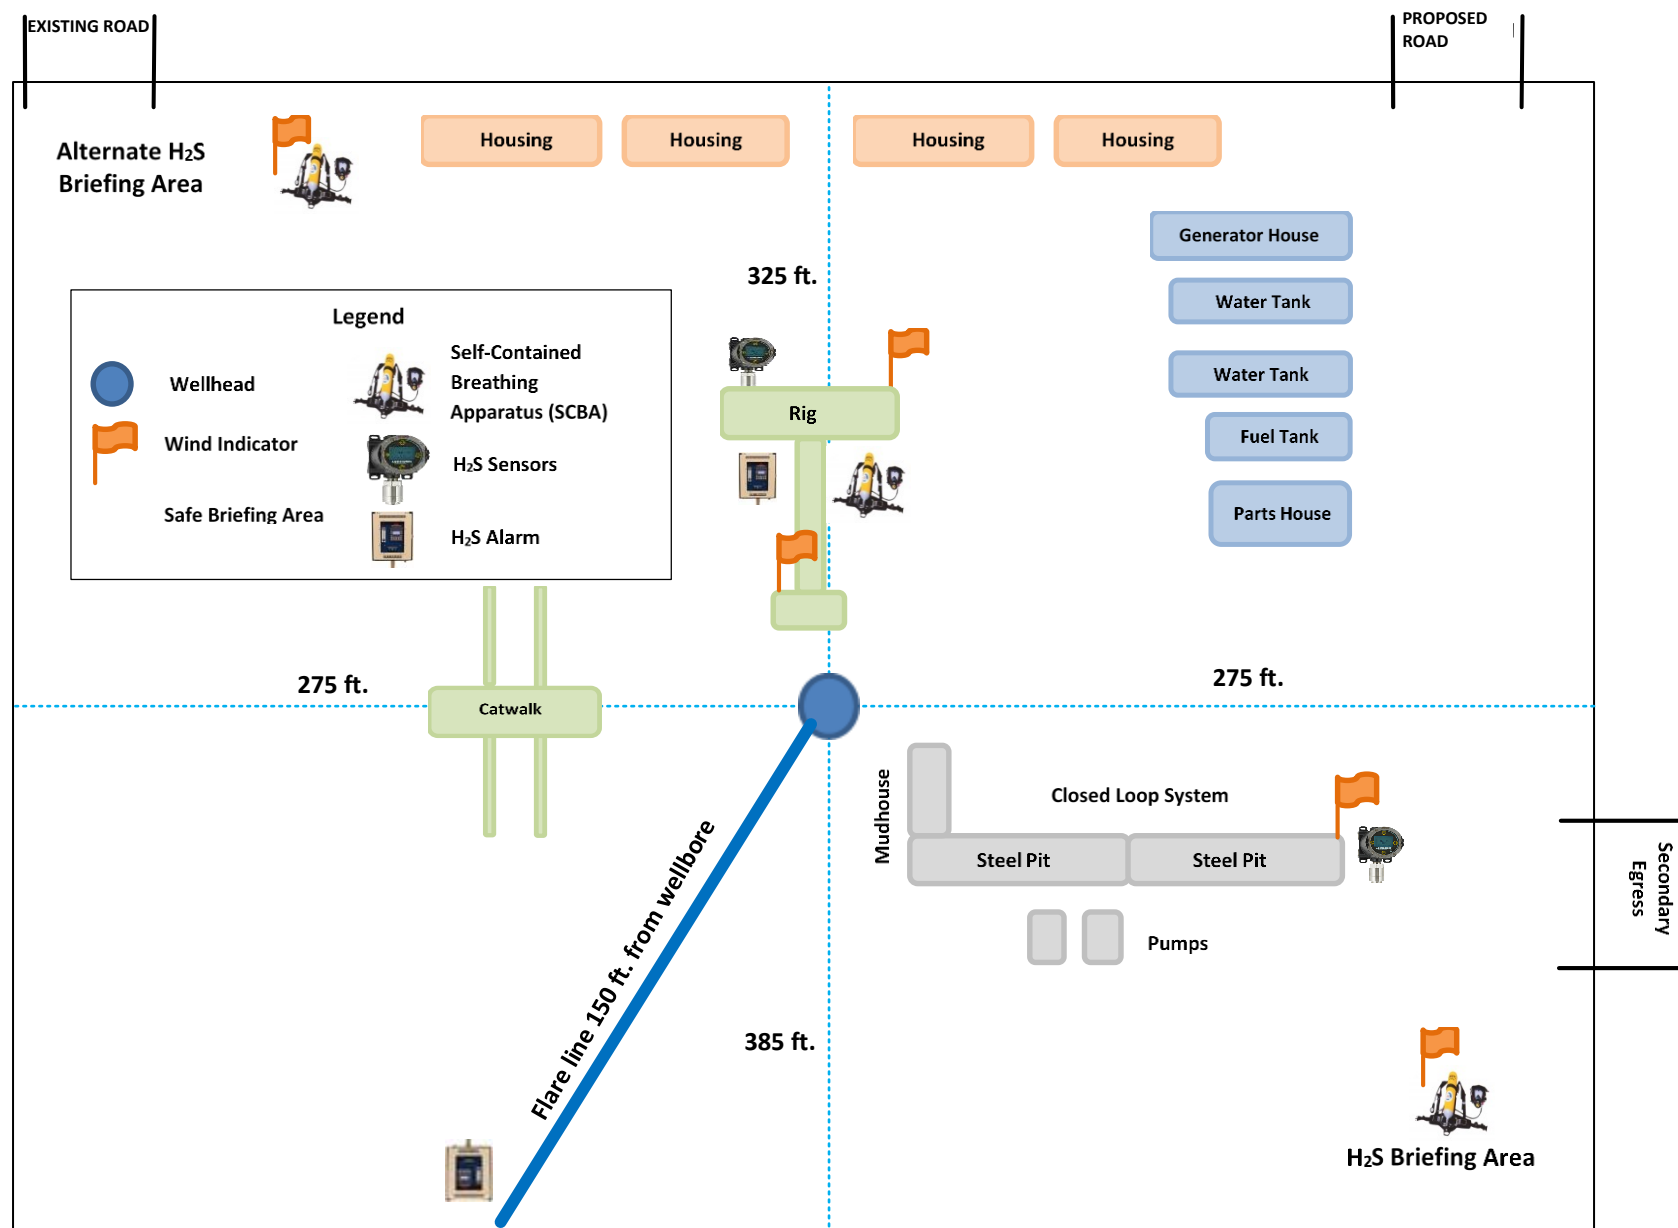 EXISTING ROAD
PROPOSED
ROAD
Alternate H₂S
Briefing Area
Housing
Housing
Housing
Housing
Generator House
325 ft.
Water Tank
Legend
Self-Contained
Breathing
Apparatus (SCBA)
Wellhead
Wind Indicator
H₂S Sensors
Safe Briefing Area
H₂S Alarm
Water Tank
Rig
Fuel Tank
Parts House
275 ft.
275 ft.
Catwalk
Mudhouse
Closed Loop System
Steel Pit
Steel Pit
Secondary
Egress
Pumps
Flare line 150 ft. from wellbore
385 ft.
H₂S Briefing Area